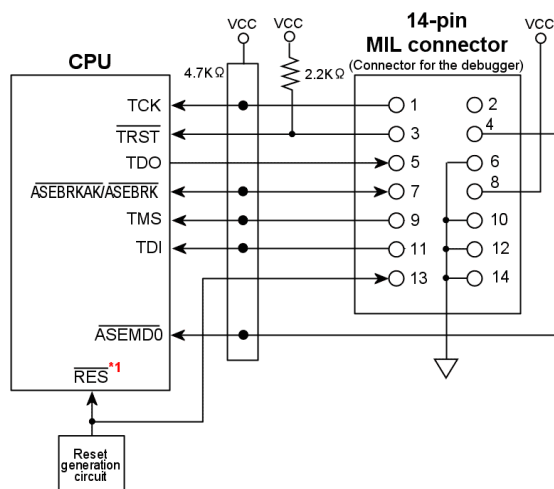 14-pin
MIL connector
(Connector for the debugger)
VCC
VCC
VCC
CPU
4.7KΩ
2.2KΩ
TCK
TRST
TDO
ASEBRKAK/ASEBRK
TMS
TDI
ASEMD0
RES*1
1
2
3
4
5
6
7
8
9
10
11
12
13
14
Reset
generation
circuit